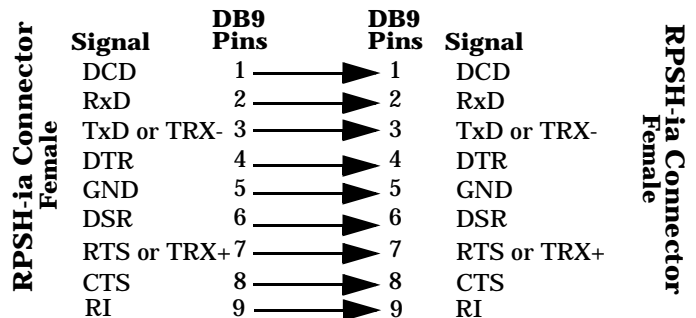 RPSH-ia Connector
Female
DB9 DB9
Signal Pins Pins Signal
DCD 1 1 DCD
RxD 2 2 RxD
TxD or TRX- 3 3 TxD or TRX-
DTR 4 4 DTR
GND 5 5 GND
DSR 6 6 DSR
RTS or TRX+ 7 7 RTS or TRX+
CTS 8 8 CTS
RI 9 9 RI
RPSH-ia Connector
Female